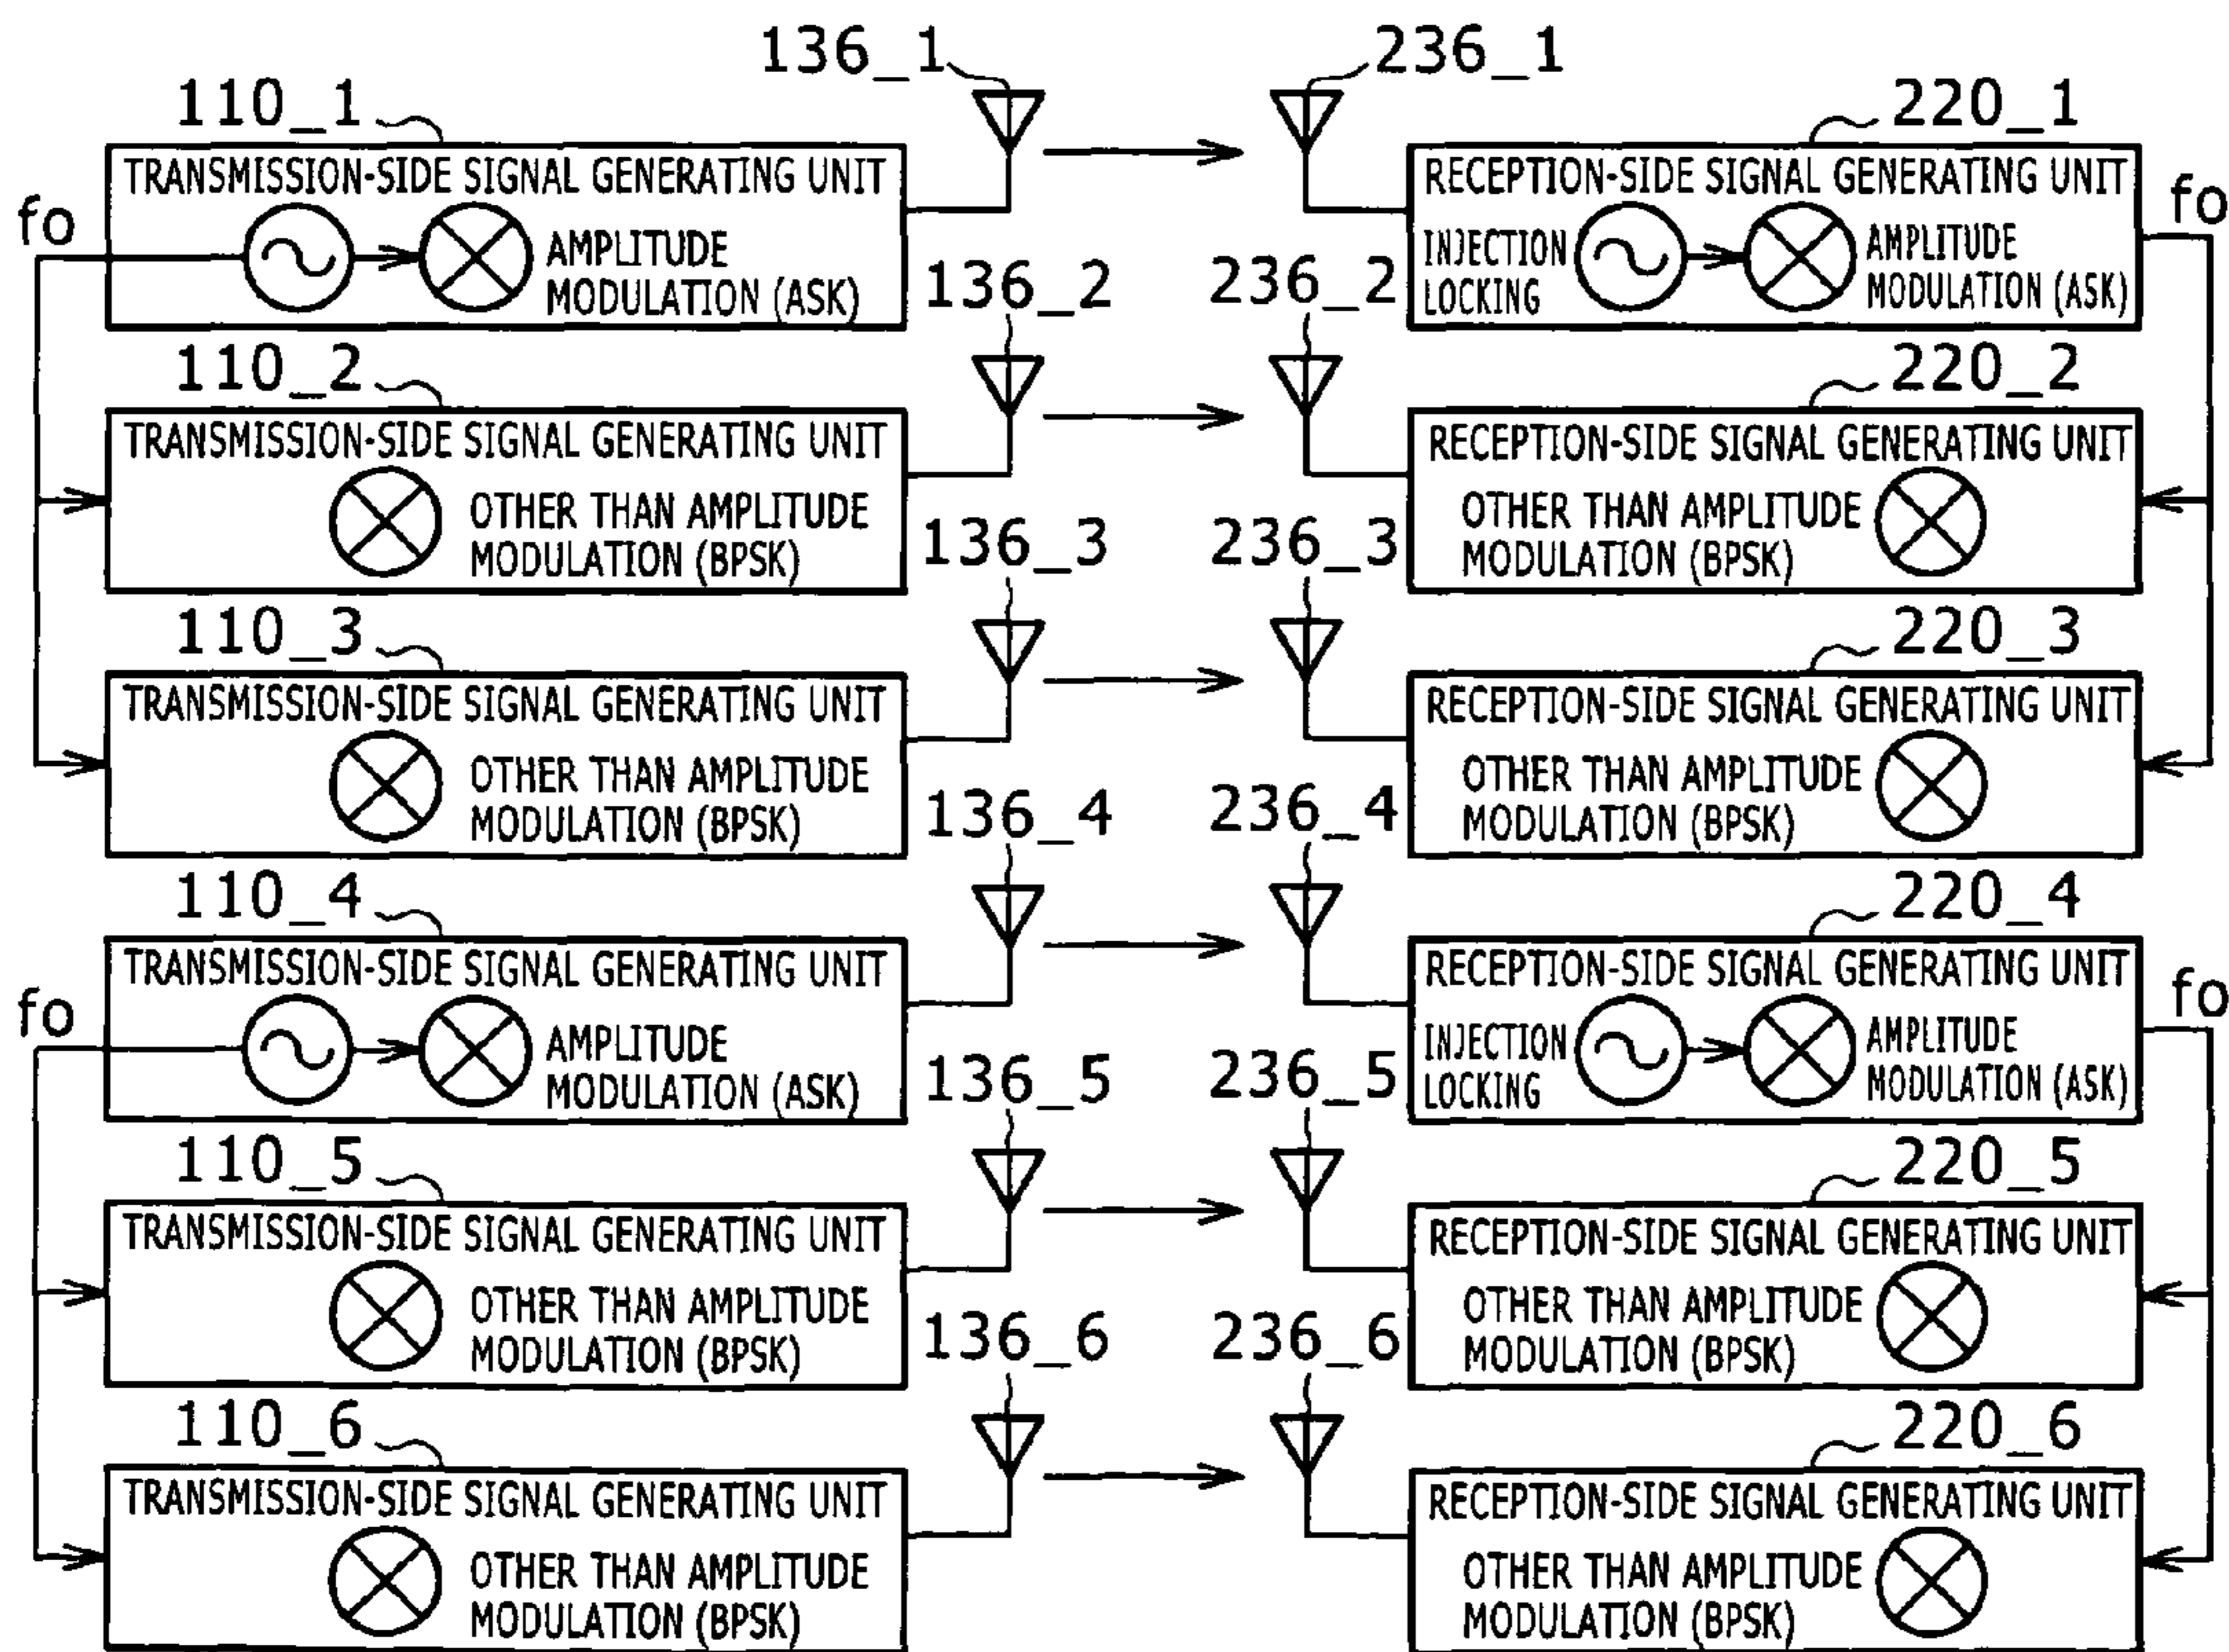 136_1
236_1
110_1
220_1
TRANSMISSION-SIDE SIGNAL GENERATING UNIT
RECEPTION-SIDE SIGNAL GENERATING UNIT
fo
AMPLITUDE
MODULATION (ASK)
INJECTION
LOCKING
AMPLITUDE
MODULATION (ASK)
fo
136_2
236_2
110_2
220_2
TRANSMISSION-SIDE SIGNAL GENERATING UNIT
RECEPTION-SIDE SIGNAL GENERATING UNIT
OTHER THAN AMPLITUDE
MODULATION (BPSK)
OTHER THAN AMPLITUDE
MODULATION (BPSK)
136_3
236_3
110_3
220_3
TRANSMISSION-SIDE SIGNAL GENERATING UNIT
RECEPTION-SIDE SIGNAL GENERATING UNIT
OTHER THAN AMPLITUDE
MODULATION (BPSK)
OTHER THAN AMPLITUDE
MODULATION (BPSK)
136_4
236_4
110_4
220_4
TRANSMISSION-SIDE SIGNAL GENERATING UNIT
RECEPTION-SIDE SIGNAL GENERATING UNIT
fo
AMPLITUDE
MODULATION (ASK)
INJECTION
LOCKING
AMPLITUDE
MODULATION (ASK)
fo
136_5
236_5
110_5
220_5
TRANSMISSION-SIDE SIGNAL GENERATING UNIT
RECEPTION-SIDE SIGNAL GENERATING UNIT
OTHER THAN AMPLITUDE
MODULATION (BPSK)
OTHER THAN AMPLITUDE
MODULATION (BPSK)
136_6
236_6
110_6
220_6
TRANSMISSION-SIDE SIGNAL GENERATING UNIT
RECEPTION-SIDE SIGNAL GENERATING UNIT
OTHER THAN AMPLITUDE
MODULATION (BPSK)
OTHER THAN AMPLITUDE
MODULATION (BPSK)